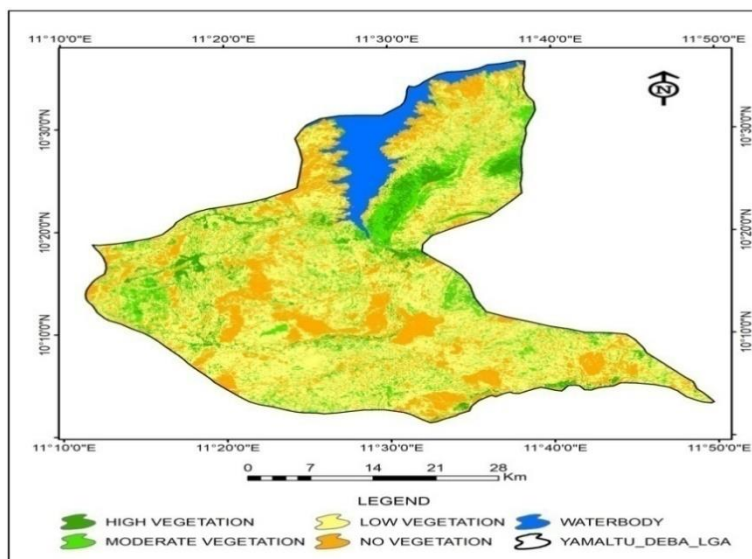 11°10'0"E 11°20'0"E 11°30'0"E 11°40'0"E 11°50'0"E
N
10°30'0"N 10°30'0"N
10°20'0"N 10°20'0"N
10°10'0"N 10°10'0"N
11°10'0"E 11°20'0"E 11°30'0"E 11°40'0"E 11°50'0"E
0 3.5 7 14 21 28
Km
LEGEND
HIGH VEGETATION LOW VEGETATION WATERBODY
MODERATE VEGETATION NO VEGETATION YAMALTU_DEBA_LGA